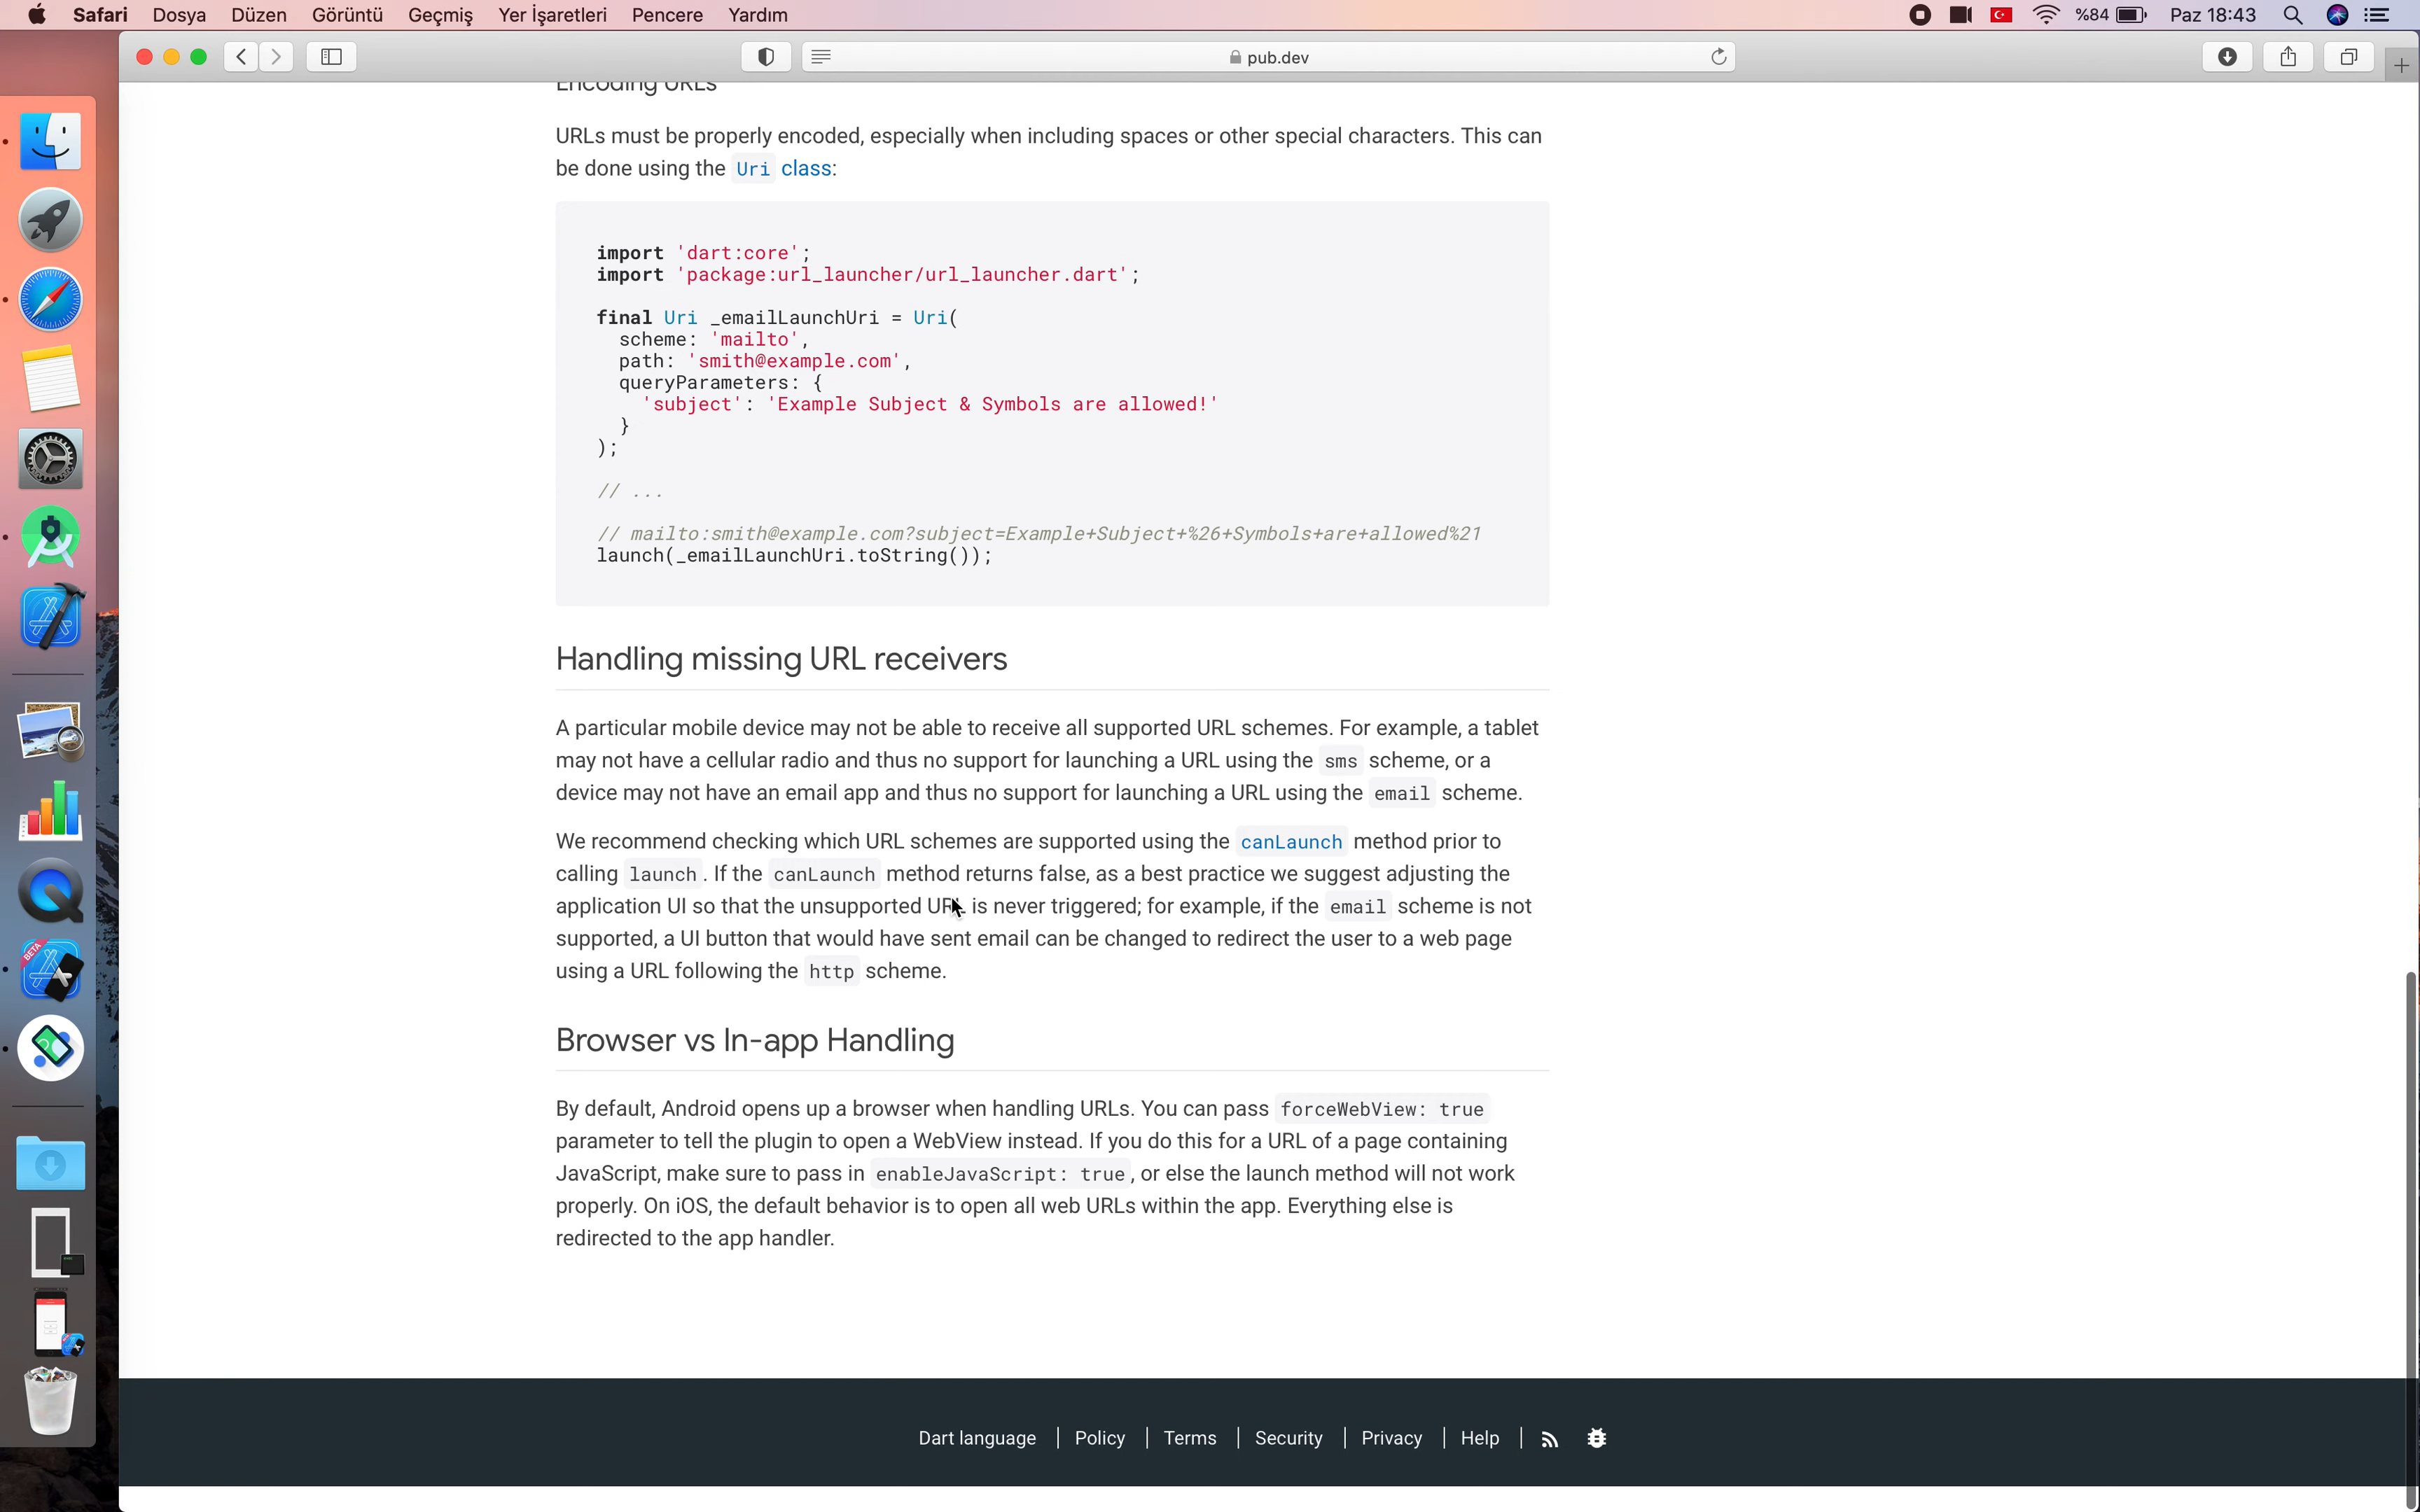 Safari Dosya Düzen Görüntü Geçmiş Yer İşaretleri Pencere Yardım %84 Paz 18:43
pub.dev
Encoding URLs
URLs must be properly encoded, especially when including spaces or other special characters. This can
be done using the Uri class:
import 'dart:core';
import 'package:url_launcher/url_launcher.dart';
final Uri _emailLaunchUri = Uri(
scheme: 'mailto',
path: 'smith@example.com',
queryParameters: {
'subject': 'Example Subject & Symbols are allowed!'
}
);
// ...
// mailto:smith@example.com?subject=Example+Subject+%26+Symbols+are+allowed%21
launch(_emailLaunchUri.toString());
Handling missing URL receivers
A particular mobile device may not be able to receive all supported URL schemes. For example, a tablet
may not have a cellular radio and thus no support for launching a URL using the sms scheme, or a
device may not have an email app and thus no support for launching a URL using the email scheme.
We recommend checking which URL schemes are supported using the canLaunch method prior to
calling launch. If the canLaunch method returns false, as a best practice we suggest adjusting the
application UI so that the unsupported URL is never triggered; for example, if the email scheme is not
supported, a UI button that would have sent email can be changed to redirect the user to a web page
using a URL following the http scheme.
Browser vs In-app Handling
By default, Android opens up a browser when handling URLs. You can pass forceWebView: true
parameter to tell the plugin to open a WebView instead. If you do this for a URL of a page containing
JavaScript, make sure to pass in enableJavaScript: true, or else the launch method will not work
properly. On iOS, the default behavior is to open all web URLs within the app. Everything else is
redirected to the app handler.
BETA
Dart language | Policy | Terms | Security | Privacy | Help |